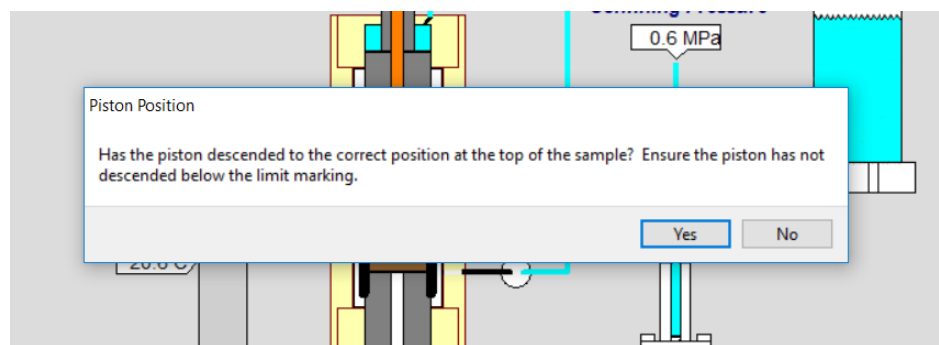 0.6 MPa
Piston Position
Has the piston descended to the correct position at the top of the sample?  Ensure the piston has not
descended below the limit marking.
Yes
No